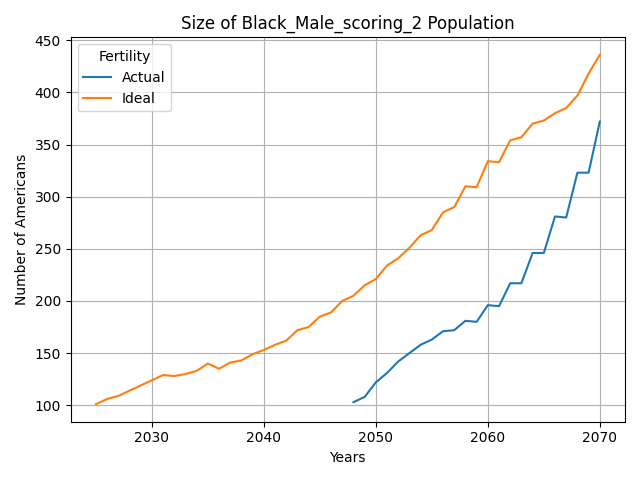 Size of Black_Male_scoring_2 Population
Fertility
Actual
Ideal
Number of Americans
450
400
350
300
250
200
150
100
2030 2040 2050 2060 2070
Years